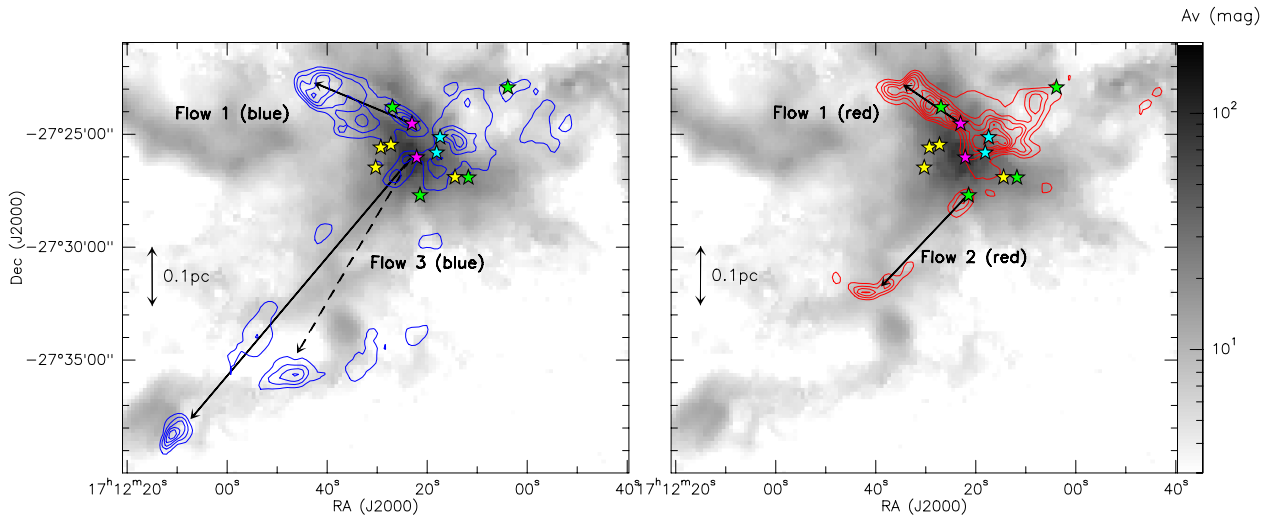 Av (mag)
Flow 1 (blue)
Flow 1 (red)
10²
−27°25'00''
Dec (J2000)
−27°30'00''
0.1pc
Flow 3 (blue)
0.1pc
Flow 2 (red)
−27°35'00''
10¹
17ʰ12ᵐ20ˢ 00ˢ 40ˢ 20ˢ 00ˢ 40ˢ
17ʰ12ᵐ20ˢ 00ˢ 40ˢ 20ˢ 00ˢ 40ˢ
RA (J2000)
RA (J2000)